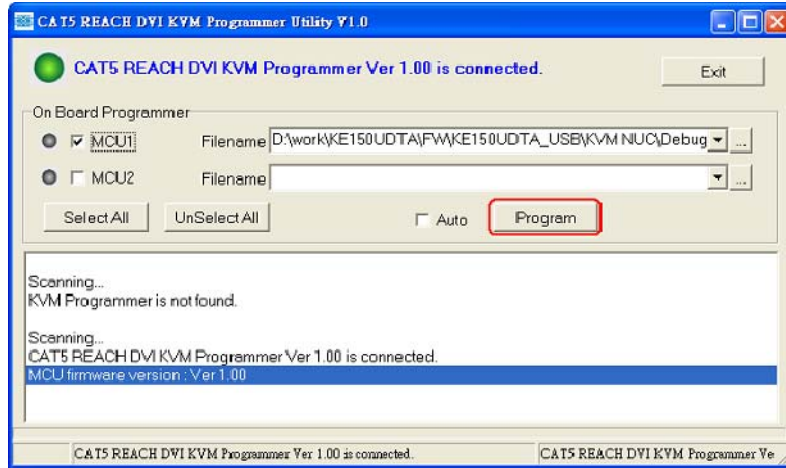 CAT5 REACH DVI KVM Programmer Utility V1.0
CAT5 REACH DVI KVM Programmer Ver 1.00 is connected.
Exit
On Board Programmer
MCU1 Filename D:\work\KE150UDTA\FW\KE150UDTA_USB\KVM NUC\Debug ...
MCU2 Filename ...
Select All UnSelect All Auto Program
Scanning...
KVM Programmer is not found.
Scanning...
CAT5 REACH DVI KVM Programmer Ver 1.00 is connected.
MCU firmware version : Ver 1.00
CAT5 REACH DVI KVM Programmer Ver 1.00 is connected. CAT5 REACH DVI KVM Programmer Ve